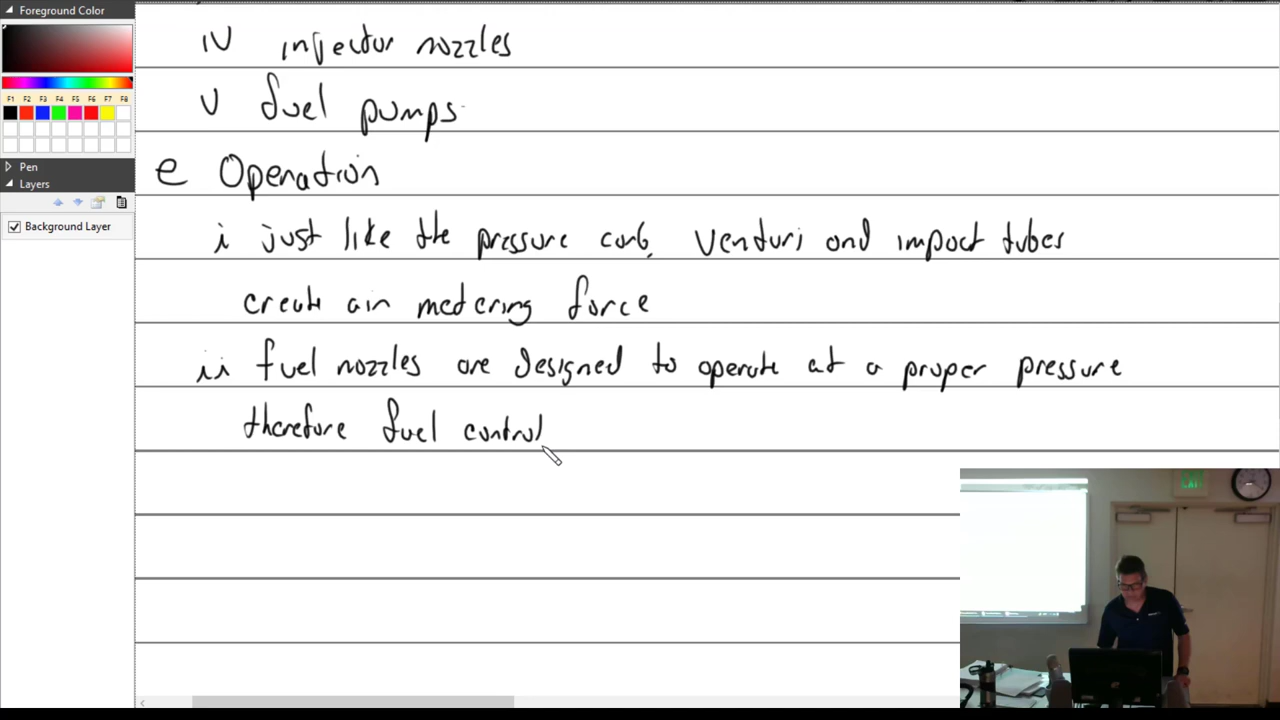 Foreground Color
F1 F2 F3 F4 F5 F6 F7 F8
Pen
Layers
Background Layer
iv injector nozzles
v fuel pumps
e Operation
i just like the pressure carb, venturi and impact tubes
create air metering force
ii fuel nozzles are designed to operate at a proper pressure
therefore fuel control
EXIT